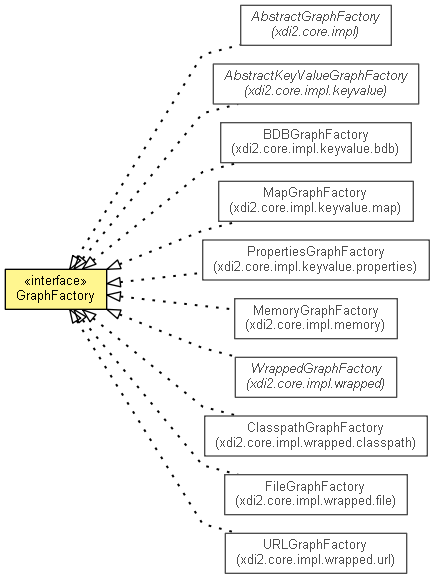 AbstractGraphFactory
(xdi2.core.impl)
AbstractKeyValueGraphFactory
(xdi2.core.impl.keyvalue)
BDBGraphFactory
(xdi2.core.impl.keyvalue.bdb)
MapGraphFactory
(xdi2.core.impl.keyvalue.map)
PropertiesGraphFactory
(xdi2.core.impl.keyvalue.properties)
«interface»
GraphFactory
MemoryGraphFactory
(xdi2.core.impl.memory)
WrappedGraphFactory
(xdi2.core.impl.wrapped)
ClasspathGraphFactory
(xdi2.core.impl.wrapped.classpath)
FileGraphFactory
(xdi2.core.impl.wrapped.file)
URLGraphFactory
(xdi2.core.impl.wrapped.url)